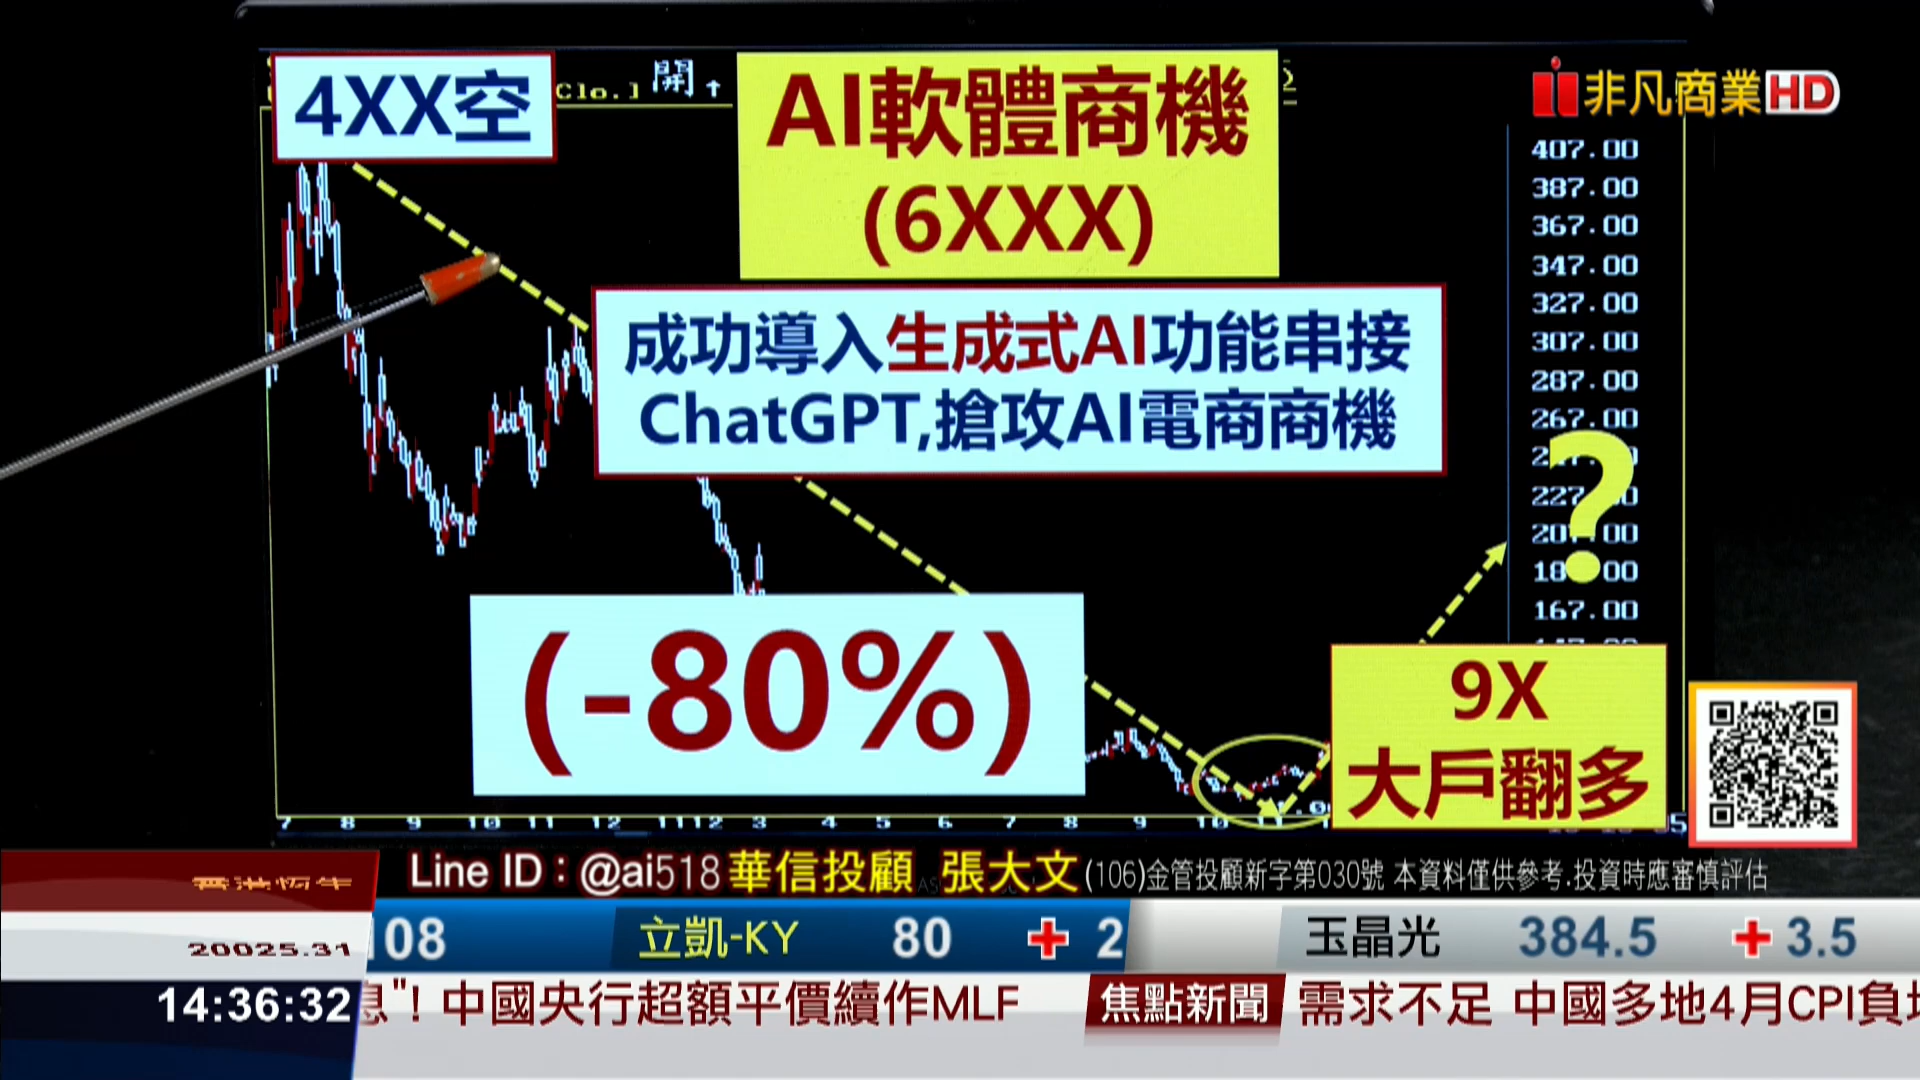 4XX空
Clo.] 開↑
AI軟體商機
(6XXX)
非凡商業HD
407.00
387.00
367.00
347.00
327.00
307.00
287.00
267.00
?
167.00
成功導入生成式AI功能串接
ChatGPT,搶攻AI電商商機
(-80%)
9X
大戶翻多
7 8 9 10 11 12 1112 3 4 5 6 7 8 9 10 11
Line ID：@ai518 華信投顧 張大文 (106)金管投顧新字第030號 本資料僅供參考.投資時應審慎評估
20025.31
108 立凱-KY 80 + 2 玉晶光 384.5 + 3.5
14:36:32
息"! 中國央行超額平價續作MLF 焦點新聞 需求不足 中國多地4月CPI負增